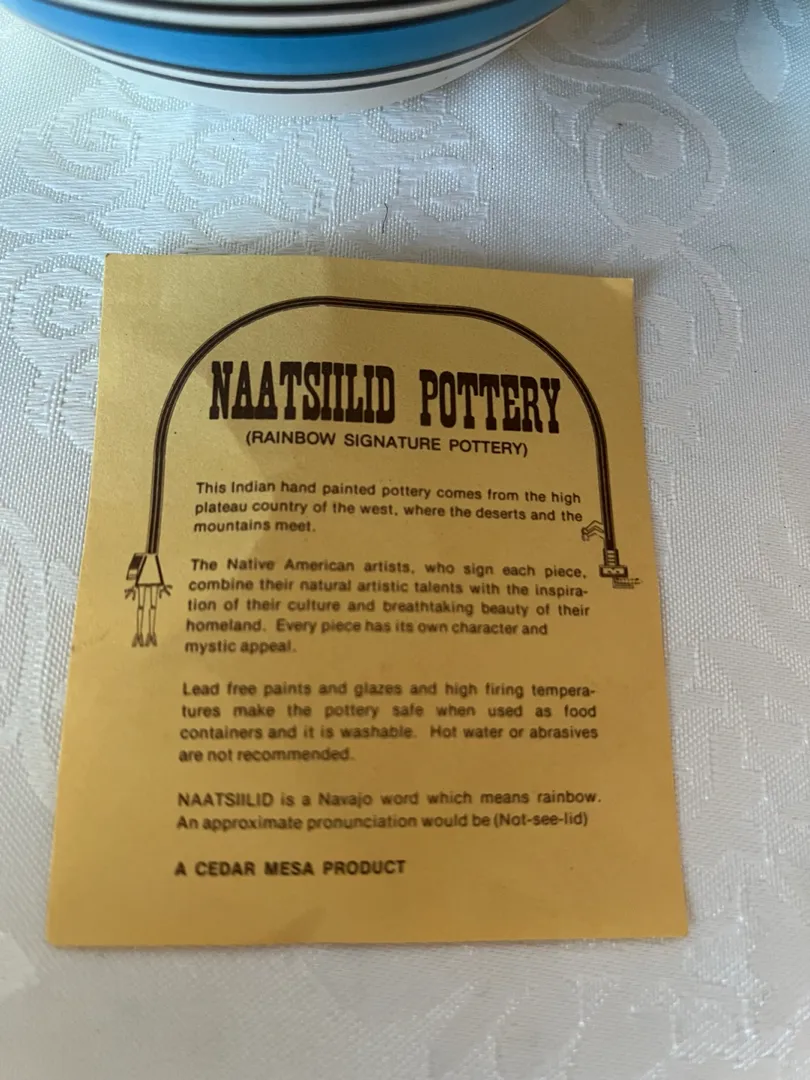 NAATSIILID POTTERY
(RAINBOW SIGNATURE POTTERY)
This Indian hand painted pottery comes from the high
plateau country of the west, where the deserts and the
mountains meet.
The Native American artists, who sign each piece,
combine their natural artistic talents with the inspira-
tion of their culture and breathtaking beauty of their
homeland. Every piece has its own character and
mystic appeal.
Lead free paints and glazes and high firing tempera-
tures make the pottery safe when used as food
containers and it is washable. Hot water or abrasives
are not recommended.
NAATSIILID is a Navajo word which means rainbow.
An approximate pronunciation would be (Not-see-lid)
A CEDAR MESA PRODUCT